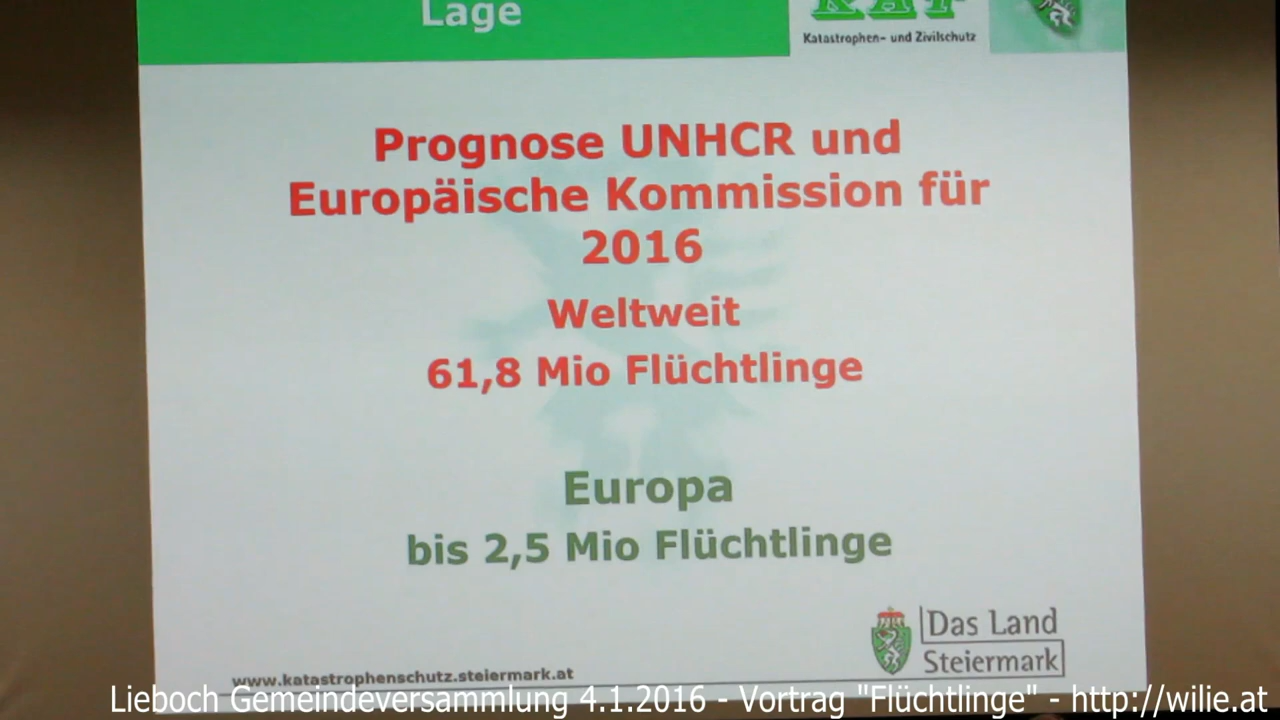 Lage
KAT
Katastrophen- und Zivilschutz
Prognose UNHCR und
Europäische Kommission für
2016
Weltweit
61,8 Mio Flüchtlinge
Europa
bis 2,5 Mio Flüchtlinge
Das Land
Steiermark
www.katastrophenschutz.steiermark.at
Lieboch Gemeindeversammlung 4.1.2016 - Vortrag "Flüchtlinge" - http://wilie.at